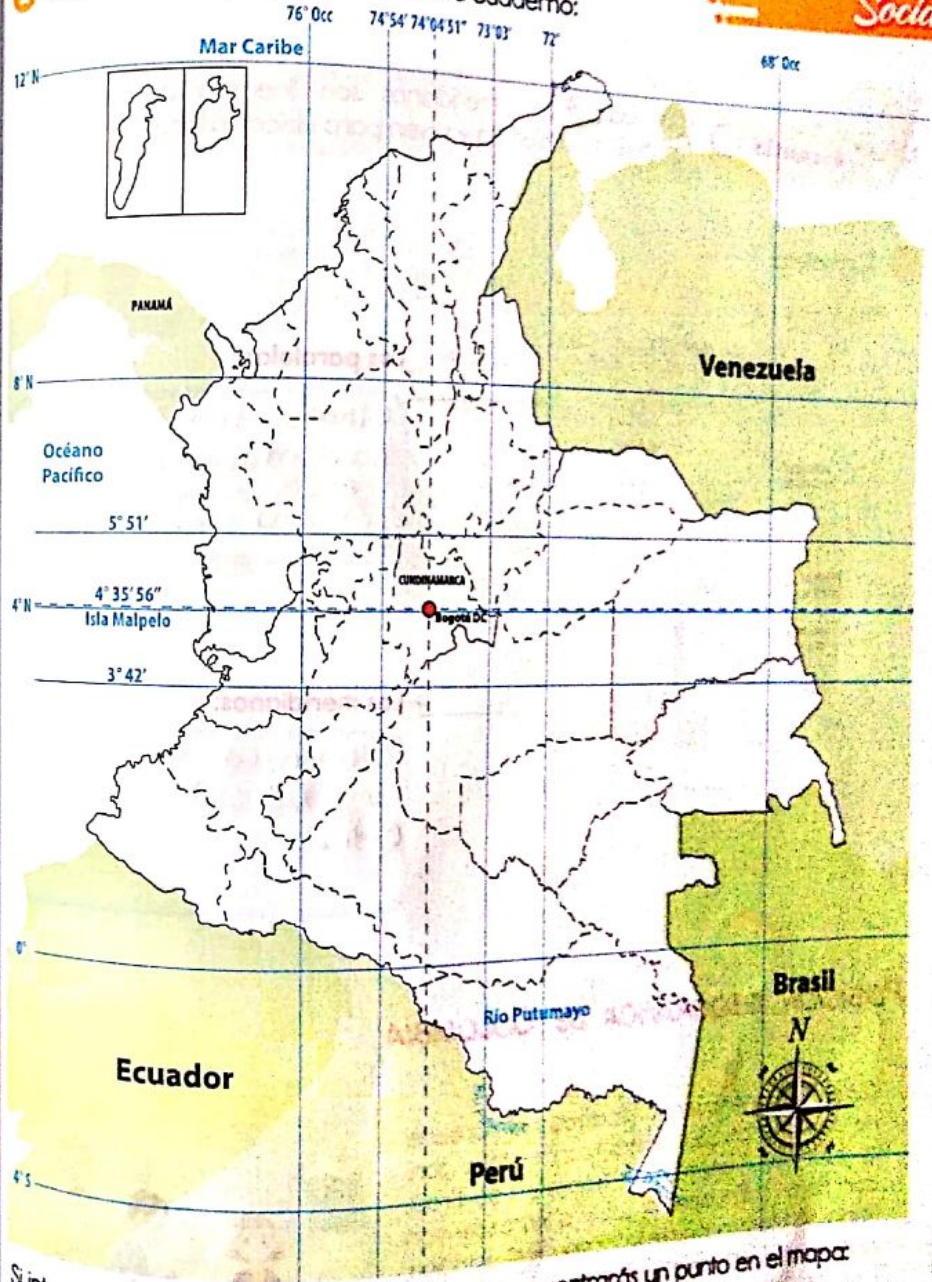 cuaderno:
76° Occ
74°54'
74°04'51"
73°03'
72°
68° Occ
Mar Caribe
12° N
PANAMÁ
Venezuela
8° N
Océano
Pacífico
5° 51'
CUNDINAMARCA
4° 35' 56"
4° N
Isla Malpelo
Bogotá DC
3° 42'
0°
Río Putumayo
Brasil
N
Ecuador
Perú
4° S
un punto en el mapa: